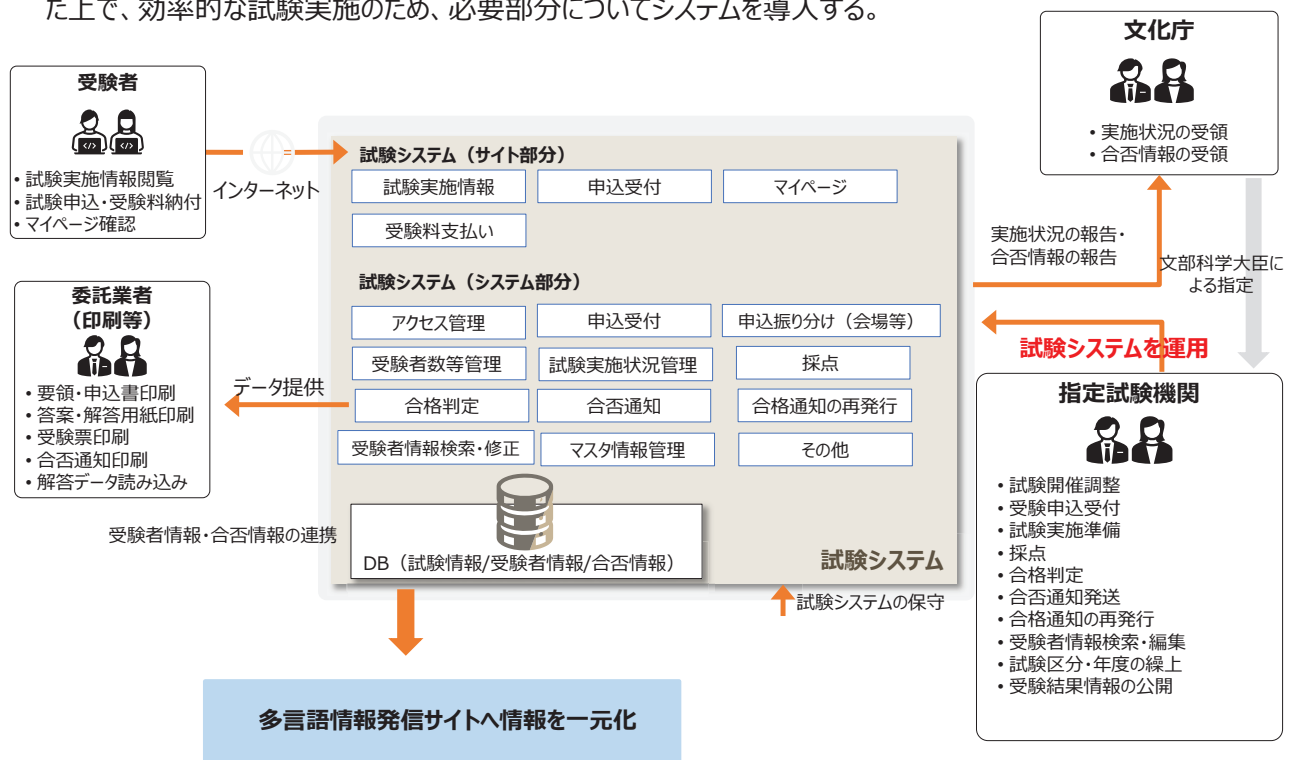 た上で、効率的な試験実施のため、必要部分についてシステムを導入する。
文化庁
・実施状況の受領
・合否情報の受領
受験者
・試験実施情報閲覧
・試験申込・受験料納付
・マイページ確認
インターネット
試験システム（サイト部分）
試験実施情報
申込受付
マイページ
受験料支払い
試験システム（システム部分）
アクセス管理
申込受付
申込振り分け（会場等）
受験者数等管理
試験実施状況管理
採点
合格判定
合否通知
合格通知の再発行
受験者情報検索・修正
マスタ情報管理
その他
DB（試験情報/受験者情報/合否情報）
試験システム
実施状況の報告・
合否情報の報告
文部科学大臣に
よる指定
試験システムを運用
委託業者
（印刷等）
・要領・申込書印刷
・答案・解答用紙印刷
・受験票印刷
・合否通知印刷
・解答データ読み込み
データ提供
受験者情報・合否情報の連携
試験システムの保守
指定試験機関
・試験開催調整
・受験申込受付
・試験実施準備
・採点
・合格判定
・合否通知発送
・合格通知の再発行
・受験者情報検索・編集
・試験区分・年度の繰上
・受験結果情報の公開
多言語情報発信サイトへ情報を一元化